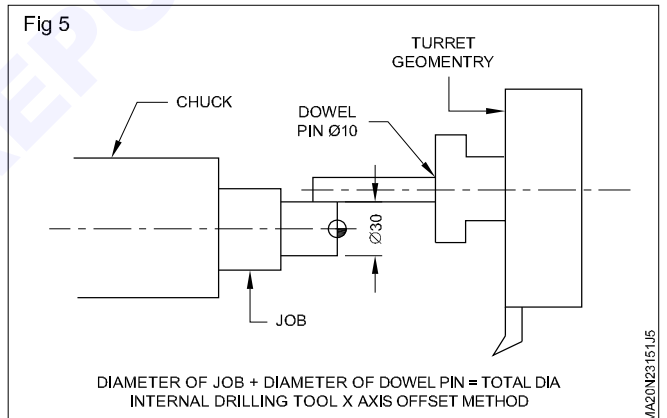 Fig 5
TURRET
GEOMENTRY
CHUCK
DOWEL
PIN Ø10
Ø30
JOB
DIAMETER OF JOB + DIAMETER OF DOWEL PIN = TOTAL DIA
INTERNAL DRILLING TOOL X AXIS OFFSET METHOD
MA20N23151J5